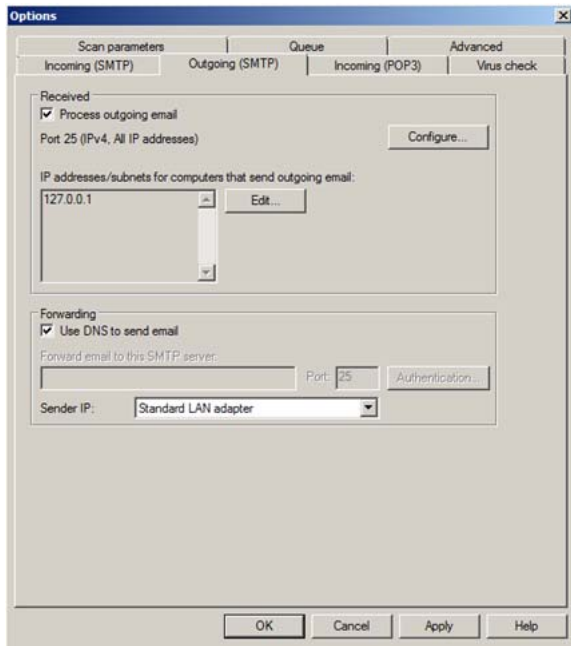 Options
Scan parameters Queue Advanced
Incoming (SMTP) Outgoing (SMTP) Incoming (POP3) Virus check
Received
Process outgoing email
Port 25 (IPv4, All IP addresses) Configure...
IP addresses/subnets for computers that send outgoing email:
127.0.0.1 Edit...
Forwarding
Use DNS to send email
Forward email to this SMTP server:
Port: 25 Authentication...
Sender IP: Standard LAN adapter
OK Cancel Apply Help